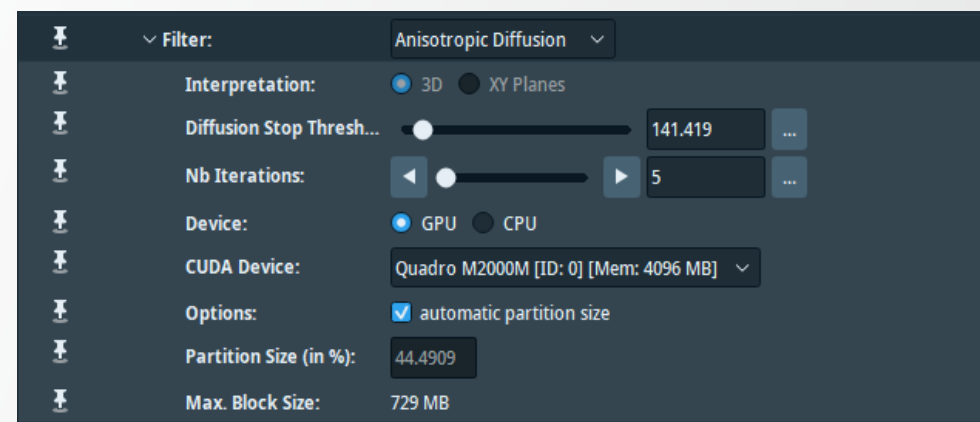 Filter: Anisotropic Diffusion
Interpretation: 3D XY Planes
Diffusion Stop Thresh... 141.419 ...
Nb Iterations: 5 ...
Device: GPU CPU
CUDA Device: Quadro M2000M [ID: 0] [Mem: 4096 MB]
Options: automatic partition size
Partition Size (in %): 44.4909
Max. Block Size: 729 MB